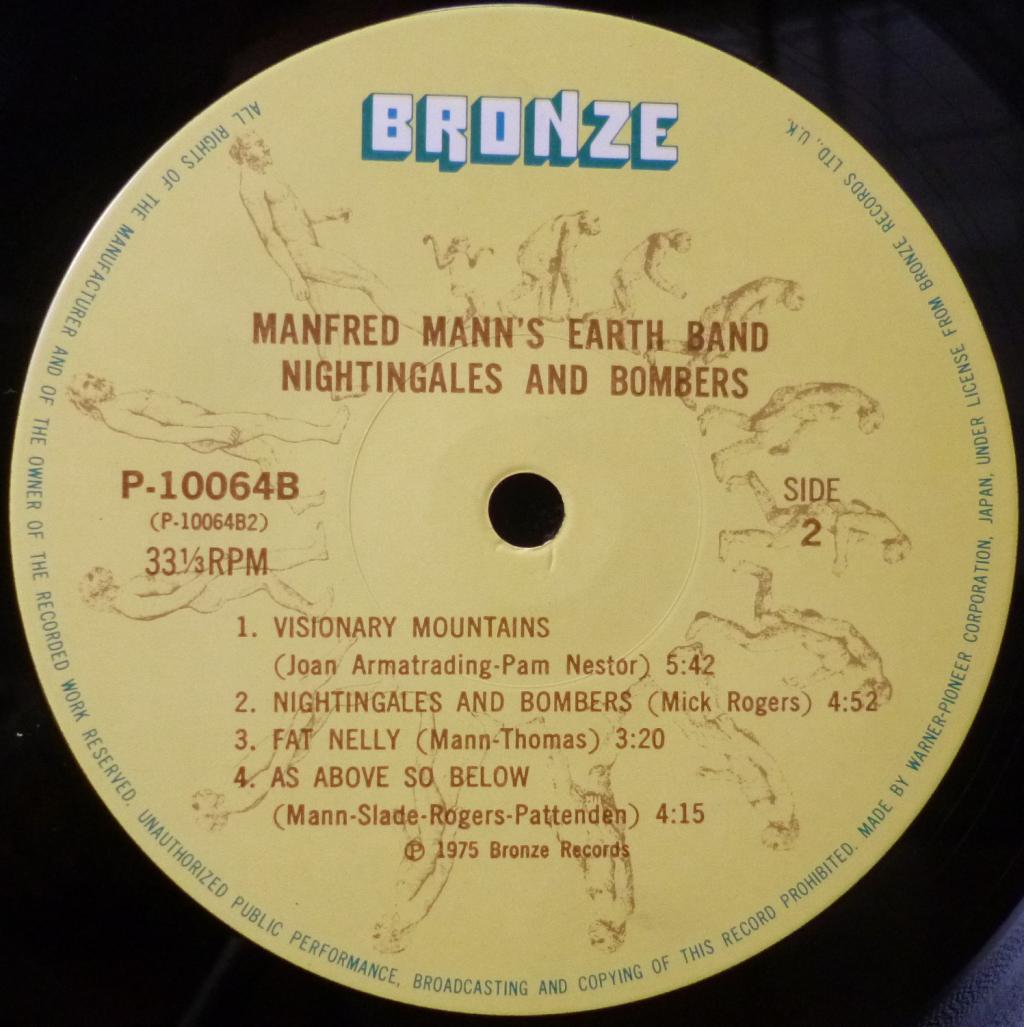 BRONZE
MANFRED MANN'S EARTH BAND
NIGHTINGALES AND BOMBERS
P-10064B
(P-10064B2)
33⅓RPM
SIDE
2
1. VISIONARY MOUNTAINS
(Joan Armatrading-Pam Nestor) 5:42
2. NIGHTINGALES AND BOMBERS (Mick Rogers) 4:52
3. FAT NELLY (Mann-Thomas) 3:20
4. AS ABOVE SO BELOW
(Mann-Slade-Rogers-Pattenden) 4:15
Ⓟ 1975 Bronze Records
ALL RIGHTS OF THE MANUFACTURER AND OF THE OWNER OF THE RECORDED WORK RESERVED. UNAUTHORIZED PUBLIC PERFORMANCE, BROADCASTING AND COPYING OF THIS RECORD PROHIBITED. MADE BY WARNER-PIONEER CORPORATION, JAPAN, UNDER LICENSE FROM BRONZE RECORDS LTD., U.K.